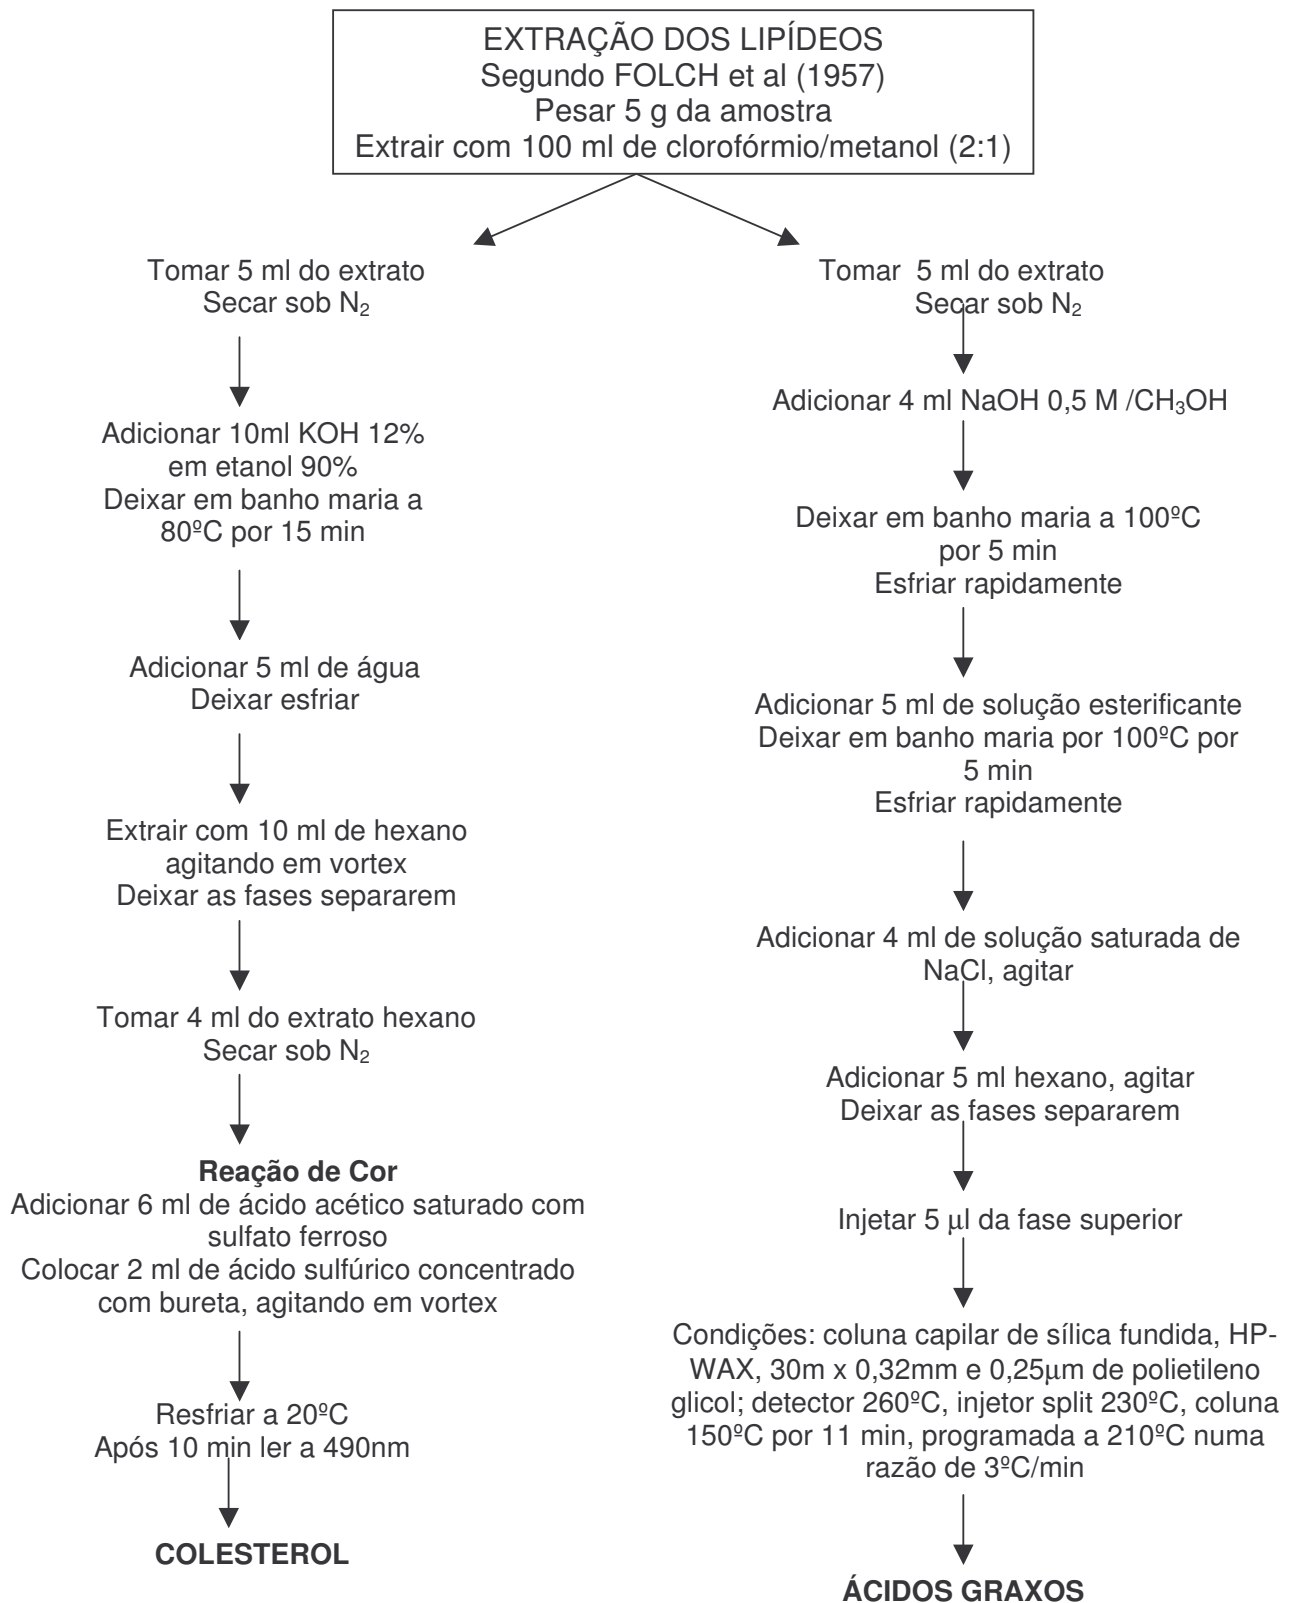 EXTRAÇÃO DOS LIPÍDEOS
Segundo FOLCH et al (1957)
Pesar 5 g da amostra
Extrair com 100 ml de clorofórmio/metanol (2:1)
Tomar 5 ml do extrato
Secar sob N₂
Adicionar 10ml KOH 12%
em etanol 90%
Deixar em banho maria a
80ºC por 15 min
Adicionar 5 ml de água
Deixar esfriar
Extrair com 10 ml de hexano
agitando em vortex
Deixar as fases separarem
Tomar 4 ml do extrato hexano
Secar sob N₂
Reação de Cor
Adicionar 6 ml de ácido acético saturado com
sulfato ferroso
Colocar 2 ml de ácido sulfúrico concentrado
com bureta, agitando em vortex
Resfriar a 20ºC
Após 10 min ler a 490nm
COLESTEROL
Tomar 5 ml do extrato
Secar sob N₂
Adicionar 4 ml NaOH 0,5 M /CH₃OH
Deixar em banho maria a 100ºC
por 5 min
Esfriar rapidamente
Adicionar 5 ml de solução esterificante
Deixar em banho maria por 100ºC por
5 min
Esfriar rapidamente
Adicionar 4 ml de solução saturada de
NaCl, agitar
Adicionar 5 ml hexano, agitar
Deixar as fases separarem
Injetar 5 μl da fase superior
Condições: coluna capilar de sílica fundida, HP-
WAX, 30m x 0,32mm e 0,25μm de polietileno
glicol; detector 260ºC, injetor split 230ºC, coluna
150ºC por 11 min, programada a 210ºC numa
razão de 3ºC/min
ÁCIDOS GRAXOS